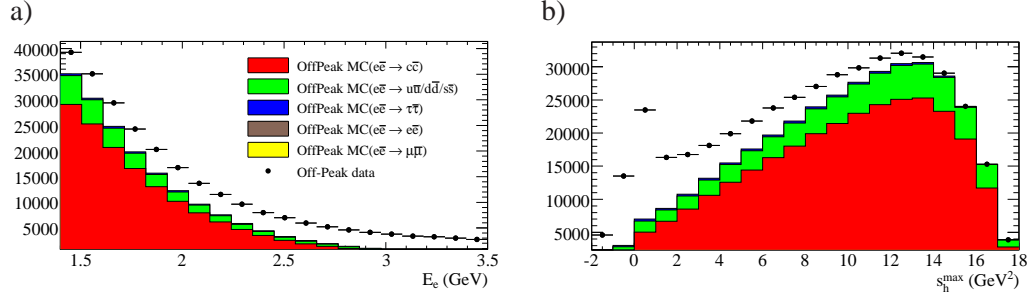 a)
40000
35000
30000
25000
20000
15000
10000
5000
1.5 2 2.5 3 3.5
E_e (GeV)
OffPeak MC(ee̅ → cc̅)
OffPeak MC(ee̅ → uu̅/dd̅/ss̅)
OffPeak MC(ee̅ → ττ̅)
OffPeak MC(ee̅ → ee̅)
OffPeak MC(ee̅ → μμ̅)
Off-Peak data
b)
30000
25000
20000
15000
10000
5000
-2 0 2 4 6 8 10 12 14 16 18
s_h^max (GeV²)